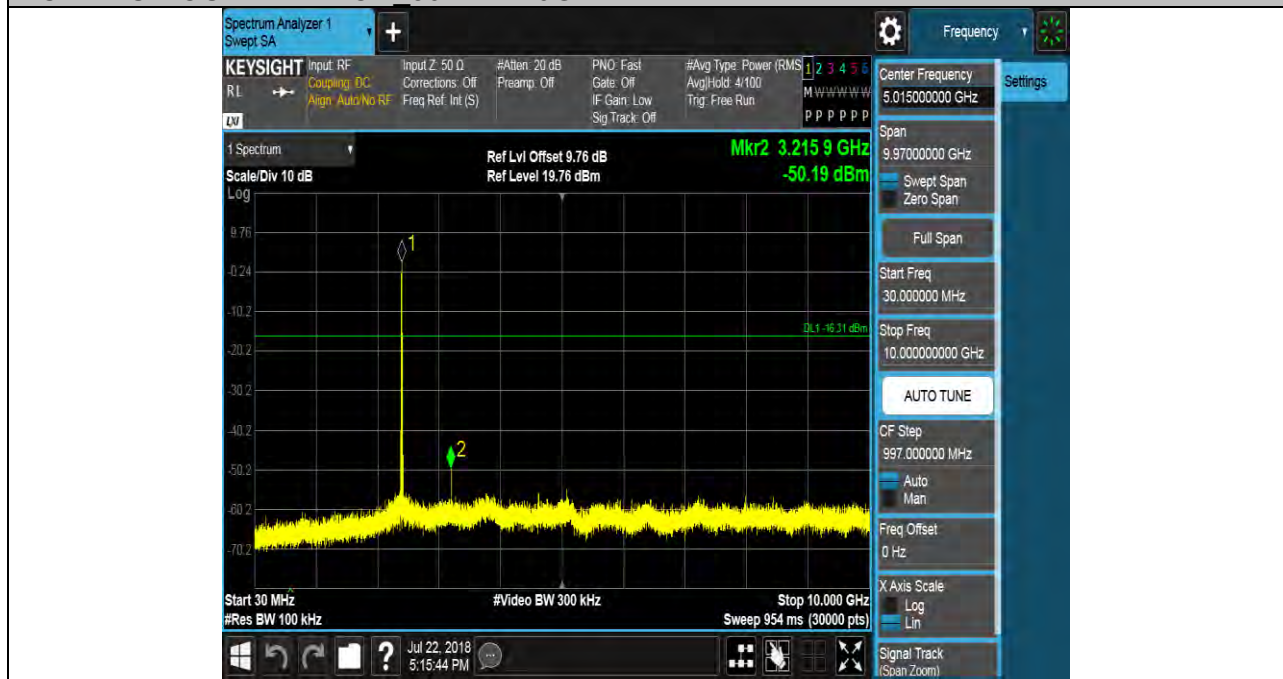 Spectrum Analyzer 1
Swept SA
+
Frequency
KEYSIGHT
RL
LXI
Input: RF
Coupling: DC
Align: Auto/No RF
Input Z: 50 Ω
Corrections: Off
Freq Ref: Int (S)
#Atten: 20 dB
Preamp: Off
PNO: Fast
Gate: Off
IF Gain: Low
Sig Track: Off
#Avg Type: Power (RMS
Avg|Hold: 4/100
Trig: Free Run
1 2 3 4 5 6
M W W W W W
P P P P P P
1 Spectrum
Scale/Div 10 dB
Log
Ref Lvl Offset 9.76 dB
Ref Level 19.76 dBm
Mkr2 3.215 9 GHz
-50.19 dBm
9.76
-0.24
-10.2
-20.2
-30.2
-40.2
-50.2
-60.2
-70.2
1
2
DL1 -16.31 dBm
Start 30 MHz
#Res BW 100 kHz
#Video BW 300 kHz
Stop 10.000 GHz
Sweep 954 ms (30000 pts)
Center Frequency
5.015000000 GHz
Settings
Span
9.97000000 GHz
Swept Span
Zero Span
Full Span
Start Freq
30.000000 MHz
Stop Freq
10.000000000 GHz
AUTO TUNE
CF Step
997.000000 MHz
Auto
Man
Freq Offset
0 Hz
X Axis Scale
Log
Lin
Signal Track
(Span Zoom)
?
Jul 22, 2018
5:15:44 PM